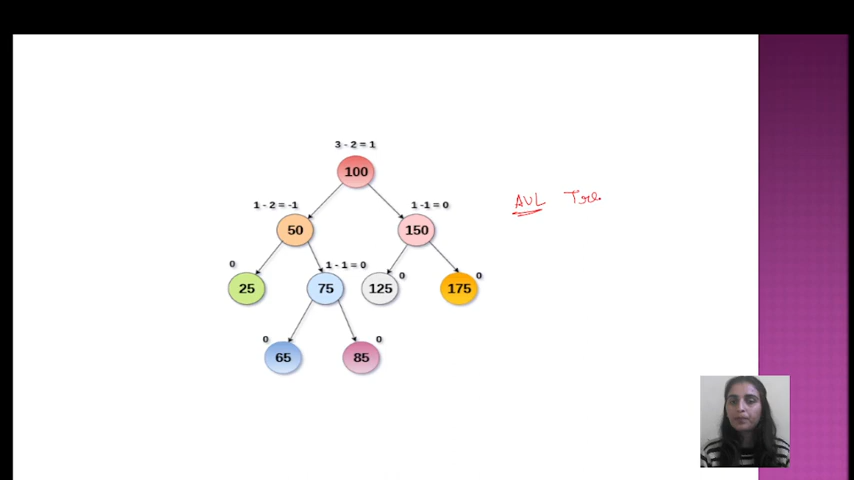 3 - 2 = 1
100
1 - 2 = -1
1 -1 = 0
50
150
AVL Tre
0
1 - 1 = 0
0
0
25
75
125
175
0
0
65
85